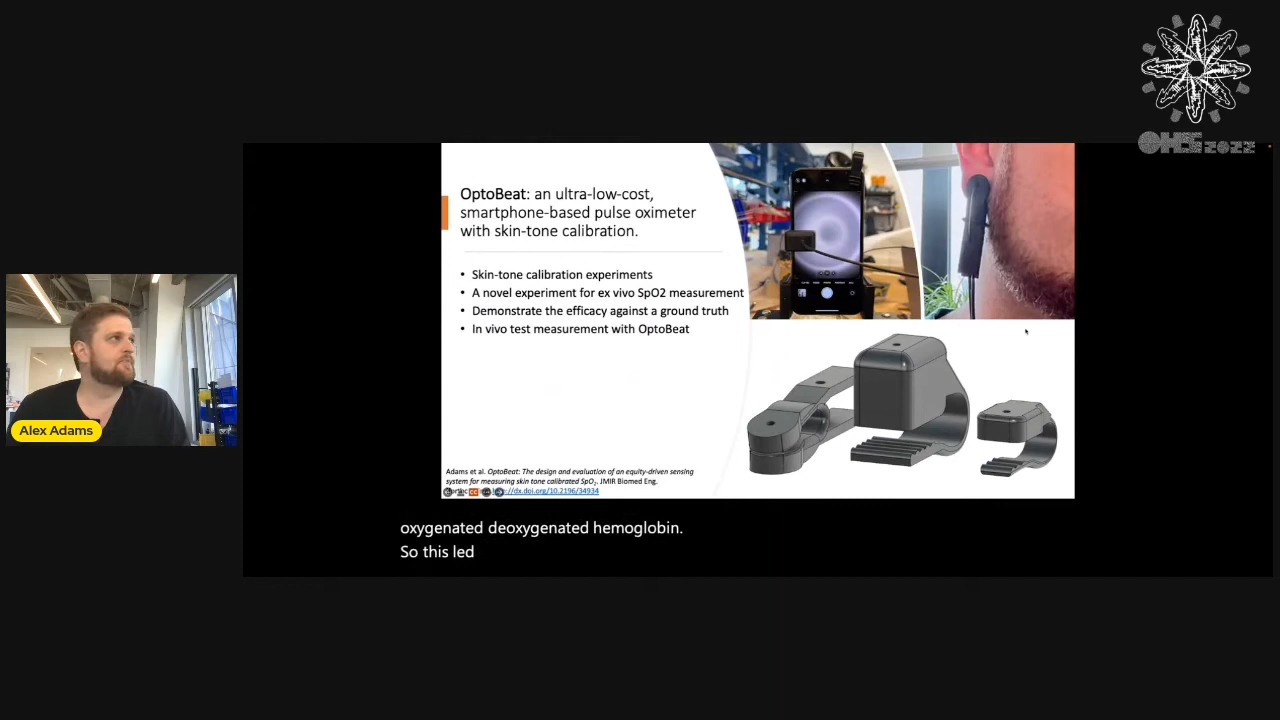 OHS2022
OptoBeat: an ultra-low-cost,
smartphone-based pulse oximeter
with skin-tone calibration.
• Skin-tone calibration experiments
• A novel experiment for ex vivo SpO2 measurement
• Demonstrate the efficacy against a ground truth
• In vivo test measurement with OptoBeat
Alex Adams
Adams et al. OptoBeat: The design and evaluation of an equity-driven sensing
system for measuring skin tone calibrated SpO₂. JMIR Biomed Eng.
//dx.doi.org/10.2196/34934
oxygenated deoxygenated hemoglobin.
So this led